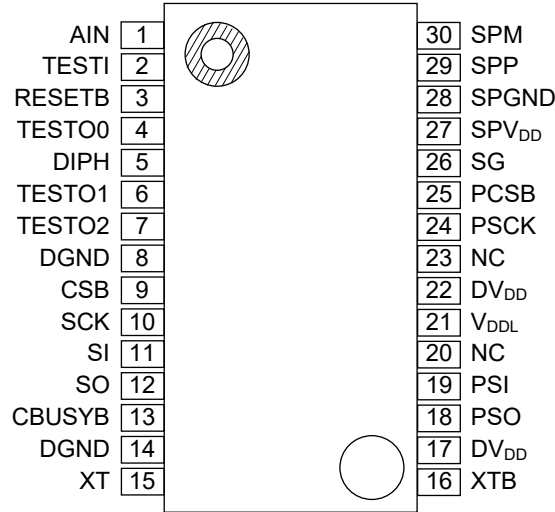 AIN 1 30 SPM
TESTI 2 29 SPP
RESETB 3 28 SPGND
TESTO0 4 27 SPVDD
DIPH 5 26 SG
TESTO1 6 25 PCSB
TESTO2 7 24 PSCK
DGND 8 23 NC
CSB 9 22 DVDD
SCK 10 21 VDDL
SI 11 20 NC
SO 12 19 PSI
CBUSYB 13 18 PSO
DGND 14 17 DVDD
XT 15 16 XTB